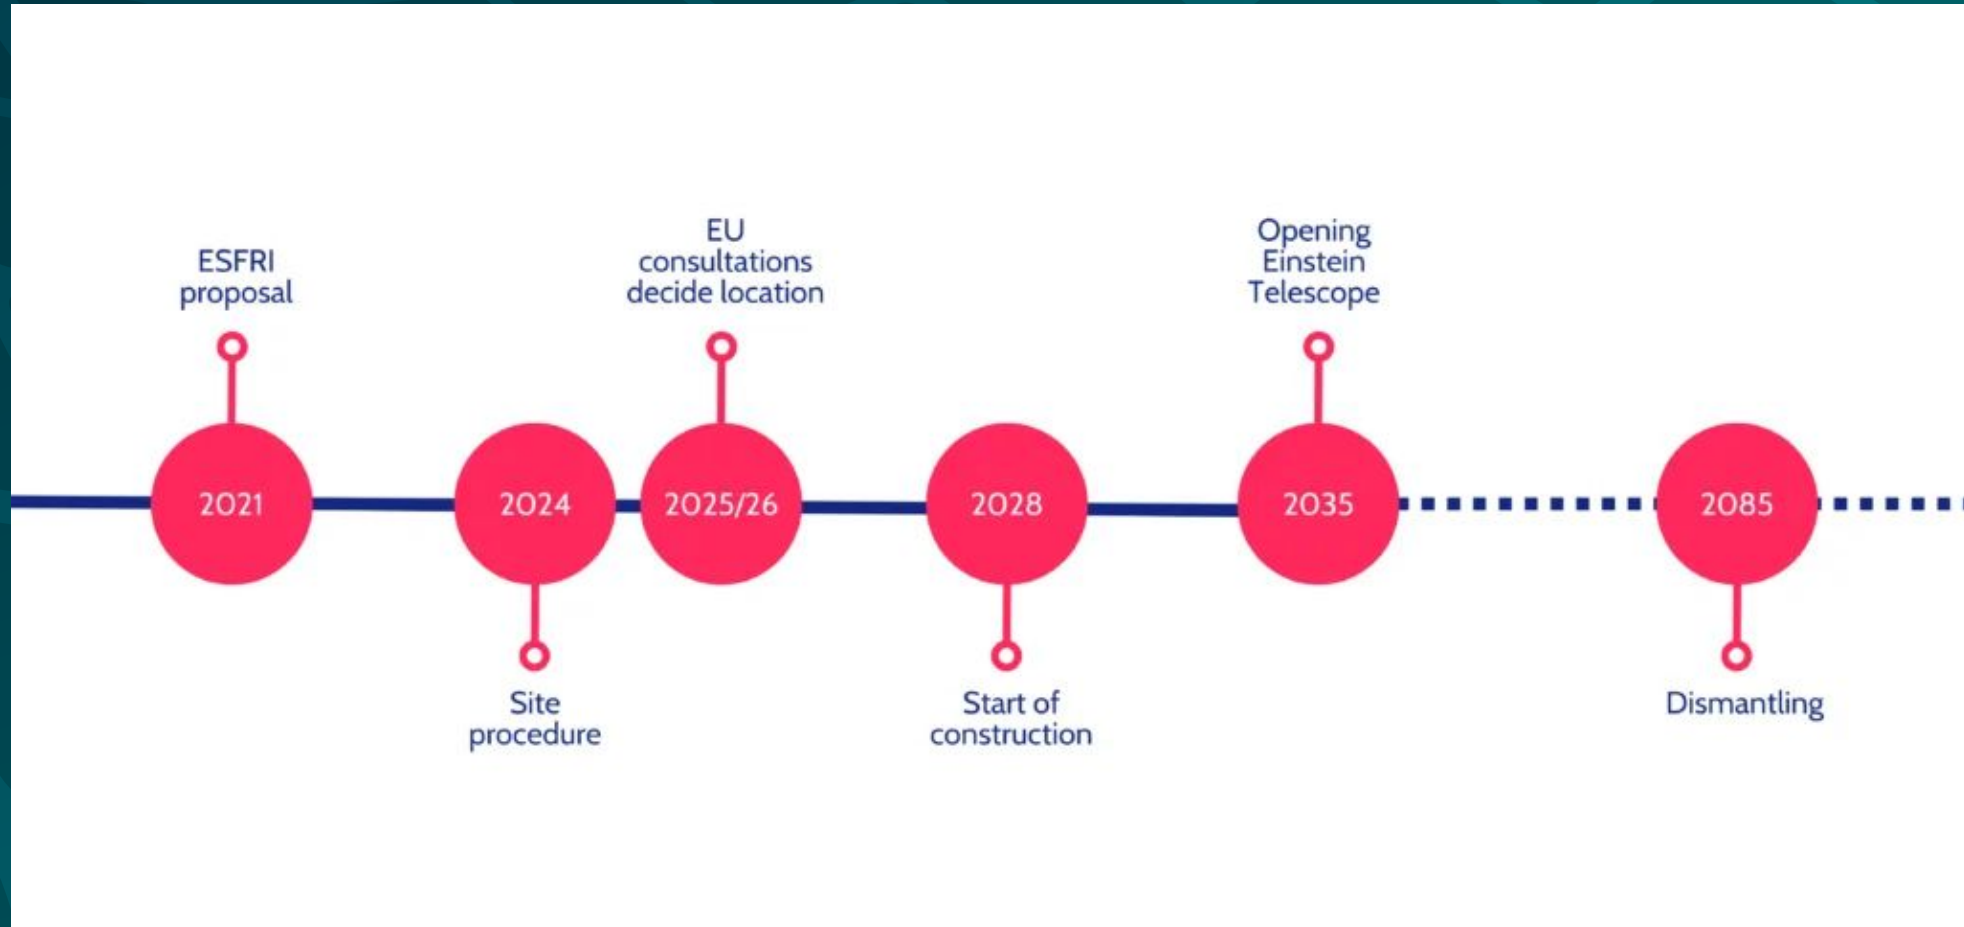 ESFRI
proposal
EU
consultations
decide location
Opening
Einstein
Telescope
2021
2024
2025/26
2028
2035
2085
Site
procedure
Start of
construction
Dismantling